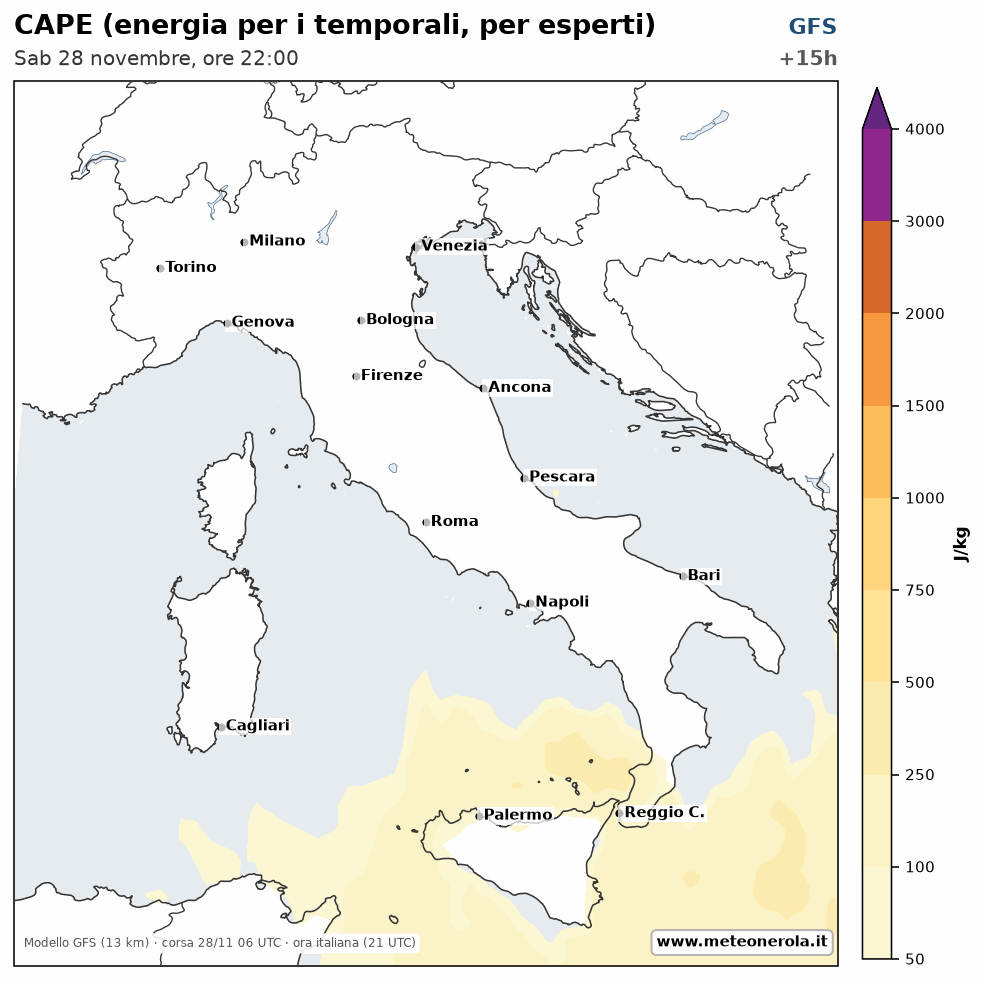 CAPE (energia per i temporali, per esperti)
GFS
Sab 28 novembre, ore 22:00
+15h
Milano
Venezia
Torino
Genova
Bologna
Firenze
Ancona
Pescara
Roma
Bari
Napoli
Cagliari
Palermo
Reggio C.
4000
3000
2000
1500
1000
750
500
250
100
50
J/kg
Modello GFS (13 km) · corsa 28/11 06 UTC · ora italiana (21 UTC)
www.meteonerola.it